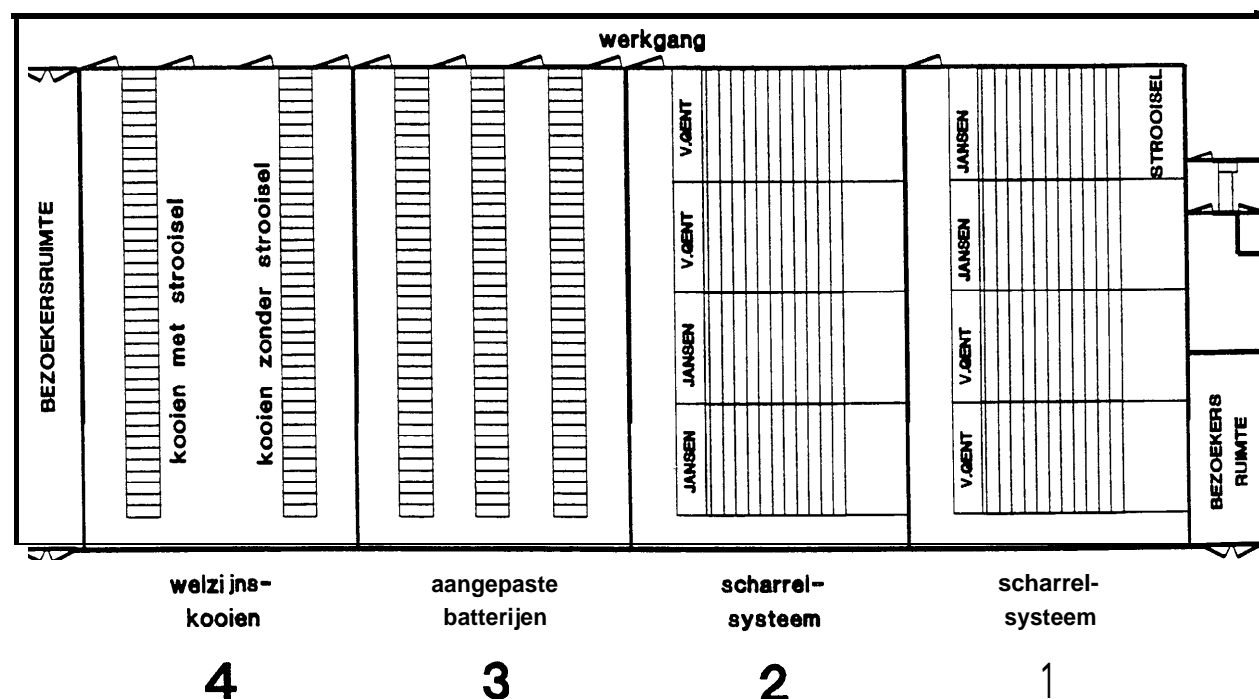 werkgang
BEZOEKERSRUIMTE
kooien met strooisel
kooien zonder strooisel
V.GENT
V.GENT
JANSEN
JANSEN
JANSEN
JANSEN
V.GENT
V.GENT
STROOISEL
BEZOEKERS
RUIMTE
welzijns-
kooien
4
aangepaste
batterijen
3
scharrel-
systeem
2
scharrel-
systeem
1